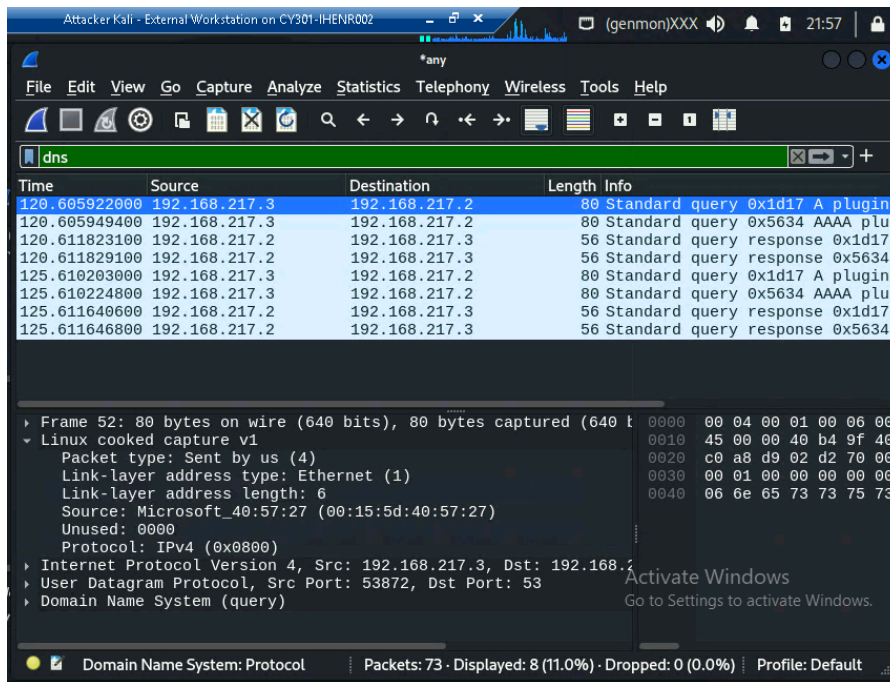 Attacker Kali - External Workstation on CY301-IHENR002
(genmon)XXX 21:57
*any
File Edit View Go Capture Analyze Statistics Telephony Wireless Tools Help
dns
Time Source Destination Length Info
120.605922000 192.168.217.3 192.168.217.2 80 Standard query 0x1d17 A plugin
120.605949400 192.168.217.3 192.168.217.2 80 Standard query 0x5634 AAAA plu
120.611823100 192.168.217.2 192.168.217.3 56 Standard query response 0x1d17
120.611829100 192.168.217.2 192.168.217.3 56 Standard query response 0x5634
125.610203000 192.168.217.3 192.168.217.2 80 Standard query 0x1d17 A plugin
125.610224800 192.168.217.3 192.168.217.2 80 Standard query 0x5634 AAAA plu
125.611640600 192.168.217.2 192.168.217.3 56 Standard query response 0x1d17
125.611646800 192.168.217.2 192.168.217.3 56 Standard query response 0x5634
Frame 52: 80 bytes on wire (640 bits), 80 bytes captured (640 b
Linux cooked capture v1
Packet type: Sent by us (4)
Link-layer address type: Ethernet (1)
Link-layer address length: 6
Source: Microsoft_40:57:27 (00:15:5d:40:57:27)
Unused: 0000
Protocol: IPv4 (0x0800)
Internet Protocol Version 4, Src: 192.168.217.3, Dst: 192.168.2
User Datagram Protocol, Src Port: 53872, Dst Port: 53
Domain Name System (query)
0000 00 04 00 01 00 06 00
0010 45 00 00 40 b4 9f 40
0020 c0 a8 d9 02 d2 70 00
0030 00 01 00 00 00 00 00
0040 06 6e 65 73 73 75 73
Activate Windows
Go to Settings to activate Windows.
Domain Name System: Protocol Packets: 73 · Displayed: 8 (11.0%) · Dropped: 0 (0.0%) Profile: Default